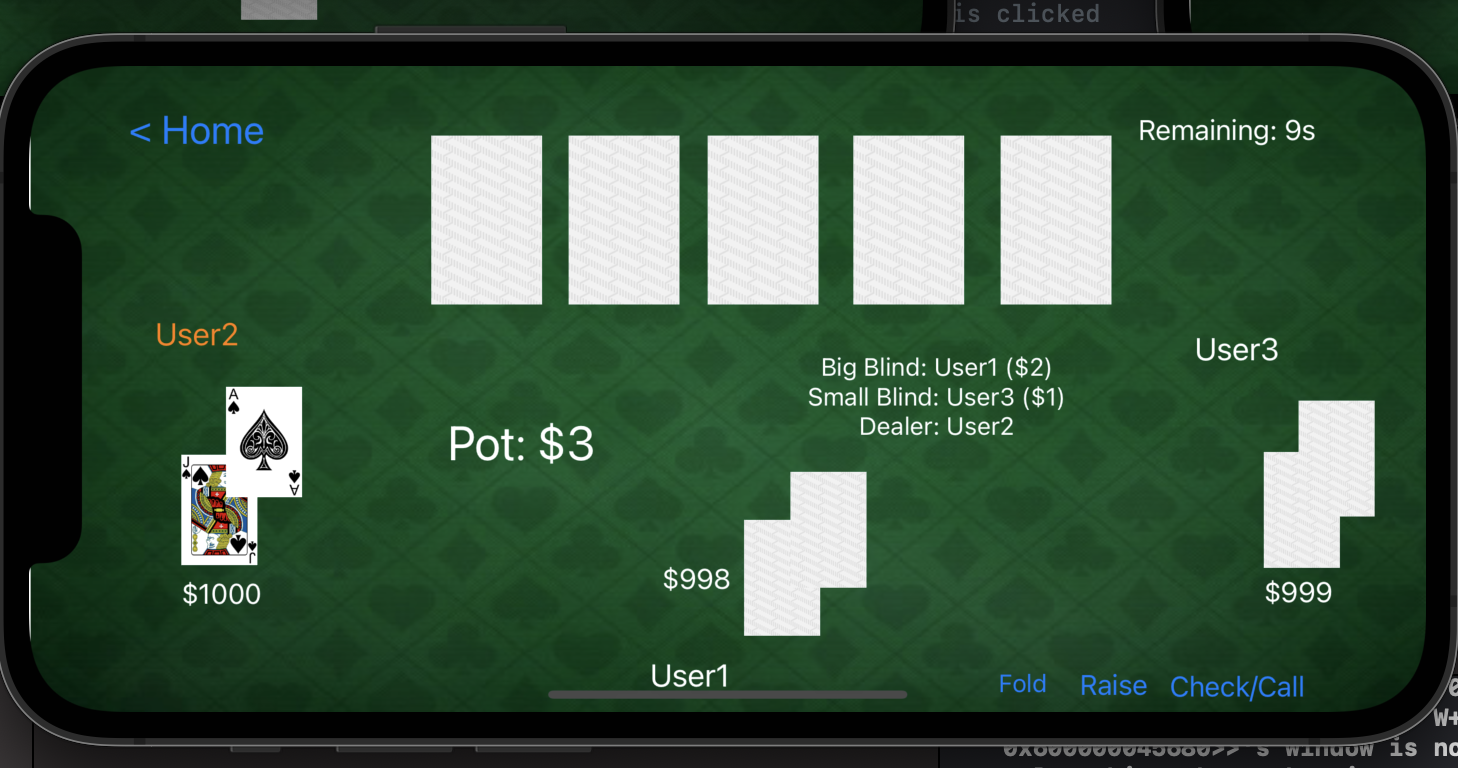 is clicked
< Home
Remaining: 9s
User2
User3
Big Blind: User1 ($2)
Small Blind: User3 ($1)
Dealer: User2
A
Pot: $3
A
J
J
$998
$1000
$999
User1
Fold Raise Check/Call
W+
's window is no